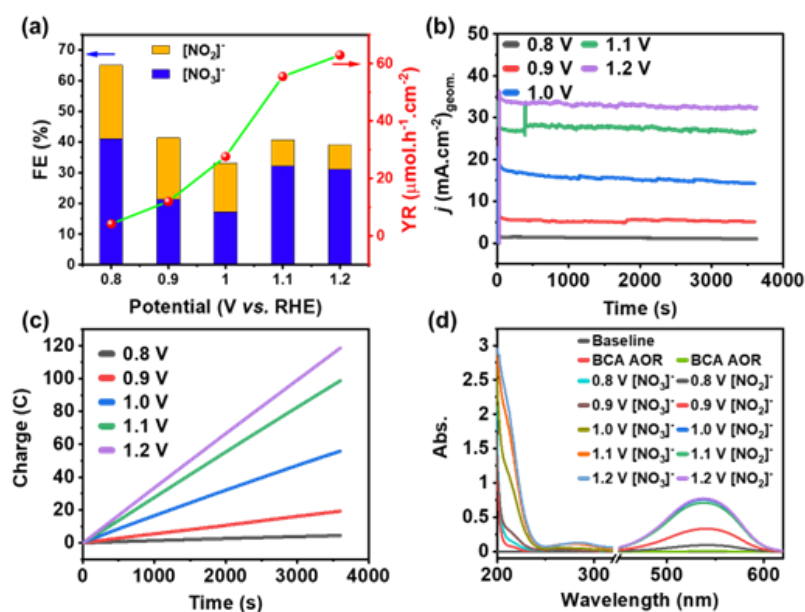 (a)
[NO₂]⁻
[NO₃]⁻
FE (%)
70
60
50
40
30
20
10
0
0.8
0.9
1
1.1
1.2
Potential (V vs. RHE)
80
60
40
20
0
YR (μmol.h⁻¹.cm⁻²)
(b)
0.8 V
0.9 V
1.0 V
1.1 V
1.2 V
j (mA.cm⁻²)geom.
50
40
30
20
10
0
0
1000
2000
3000
4000
Time (s)
(c)
0.8 V
0.9 V
1.0 V
1.1 V
1.2 V
Charge (C)
120
100
80
60
40
20
0
0
1000
2000
3000
4000
Time (s)
(d)
Baseline
BCA AOR
BCA AOR
0.8 V [NO₃]⁻
0.8 V [NO₂]⁻
0.9 V [NO₃]⁻
0.9 V [NO₂]⁻
1.0 V [NO₃]⁻
1.0 V [NO₂]⁻
1.1 V [NO₃]⁻
1.1 V [NO₂]⁻
1.2 V [NO₃]⁻
1.2 V [NO₂]⁻
Abs.
3
2.5
2
1.5
1
0.5
0
200
300
500
600
Wavelength (nm)